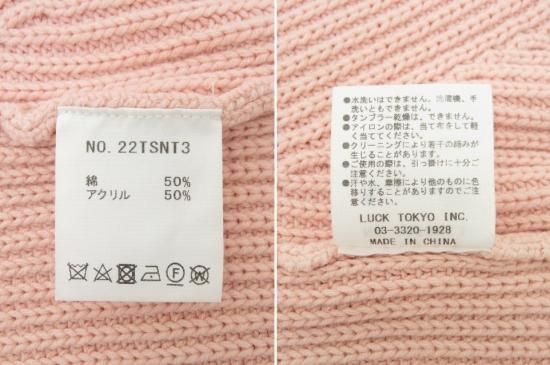 NO. 22TSNT3
綿 50%
アクリル 50%
●水洗いはできません。洗濯機、手
洗いともできません。
●タンブラー乾燥は、できません。
●アイロンの際は、当て布をして軽
く当ててください。
●クリーニングにより若干の縮みが
生じることがあります。
●ご使用の際は、引っ掛けに十分ご
注意ください。
●汗や水、摩擦により他のものに色
移りすることがありますのでご注
意ください。
LUCK TOKYO INC.
03-3320-1928
MADE IN CHINA